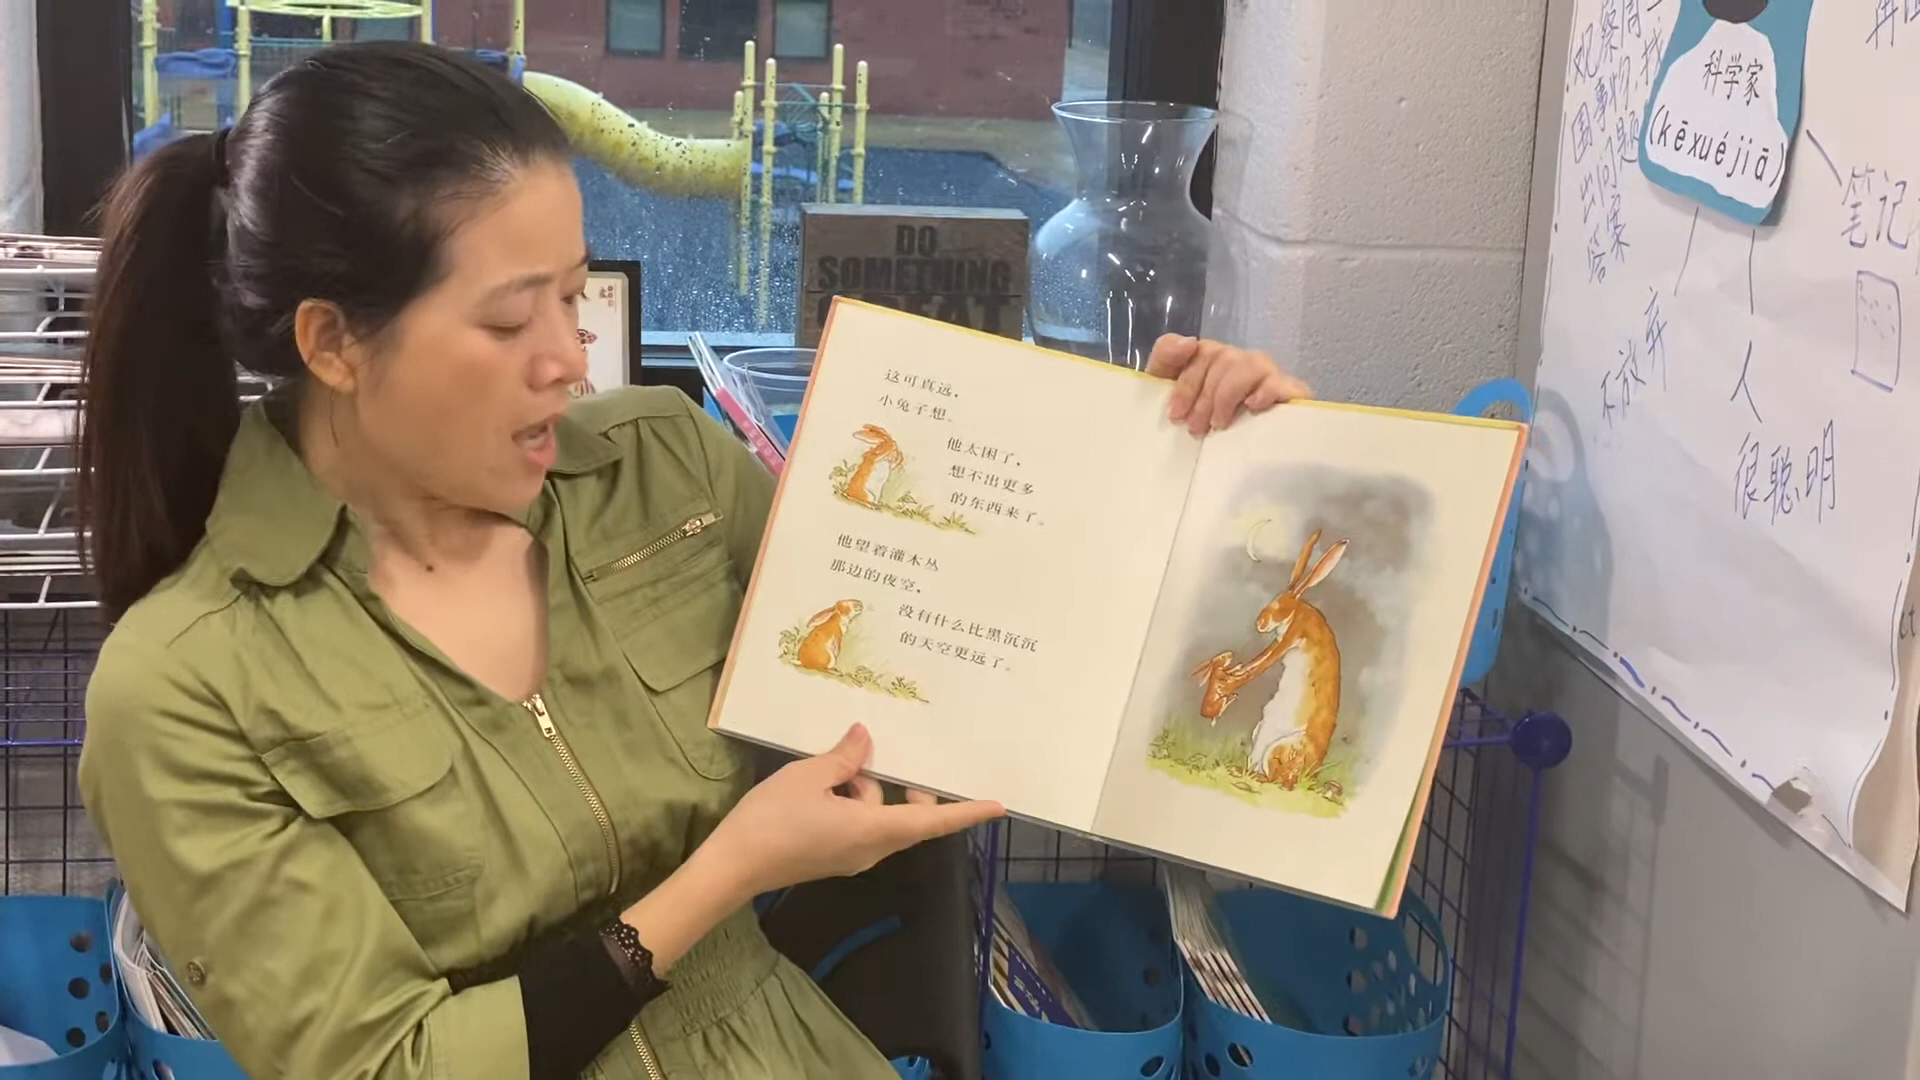 DO
SOMETHING
GREAT
这可真远，
小兔子想。
他太困了，
想不出更多
的东西来了。
他望着灌木丛
那边的夜空，
没有什么比黑沉沉
的天空更远了。
观察周
围事物，找
出问题
答案
科学家
(kēxuéjiā)
笔记
不放弃
人
很聪明